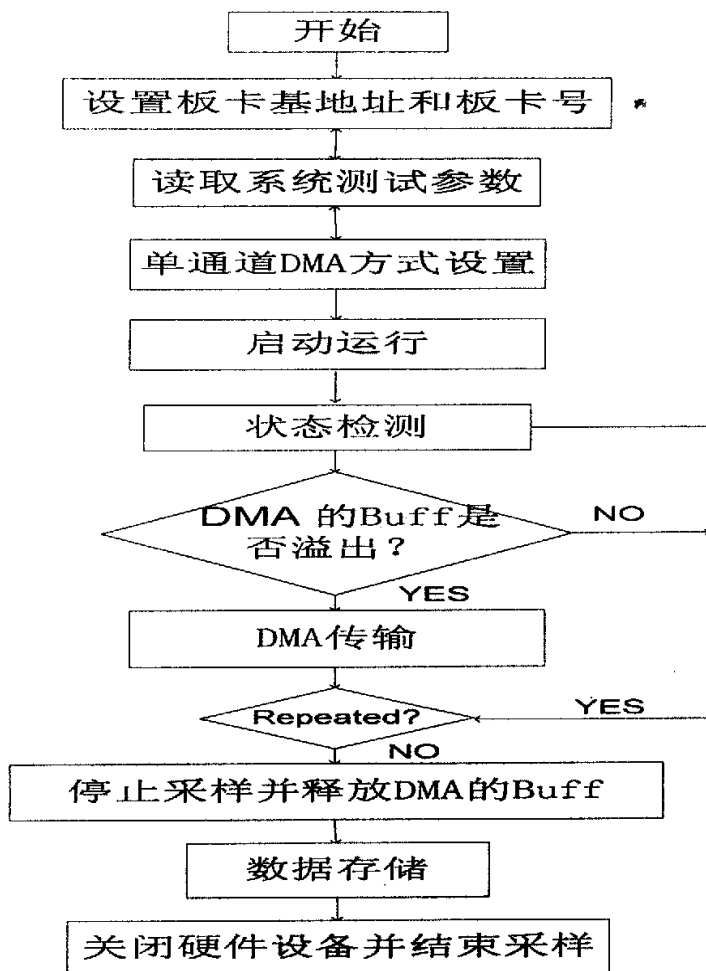 开始
设置板卡基地址和板卡号
读取系统测试参数
单通道DMA方式设置
启动运行
状态检测
DMA 的Buff是
否溢出？
NO
YES
DMA传输
Repeated?
YES
NO
停止采样并释放DMA的Buff
数据存储
关闭硬件设备并结束采样